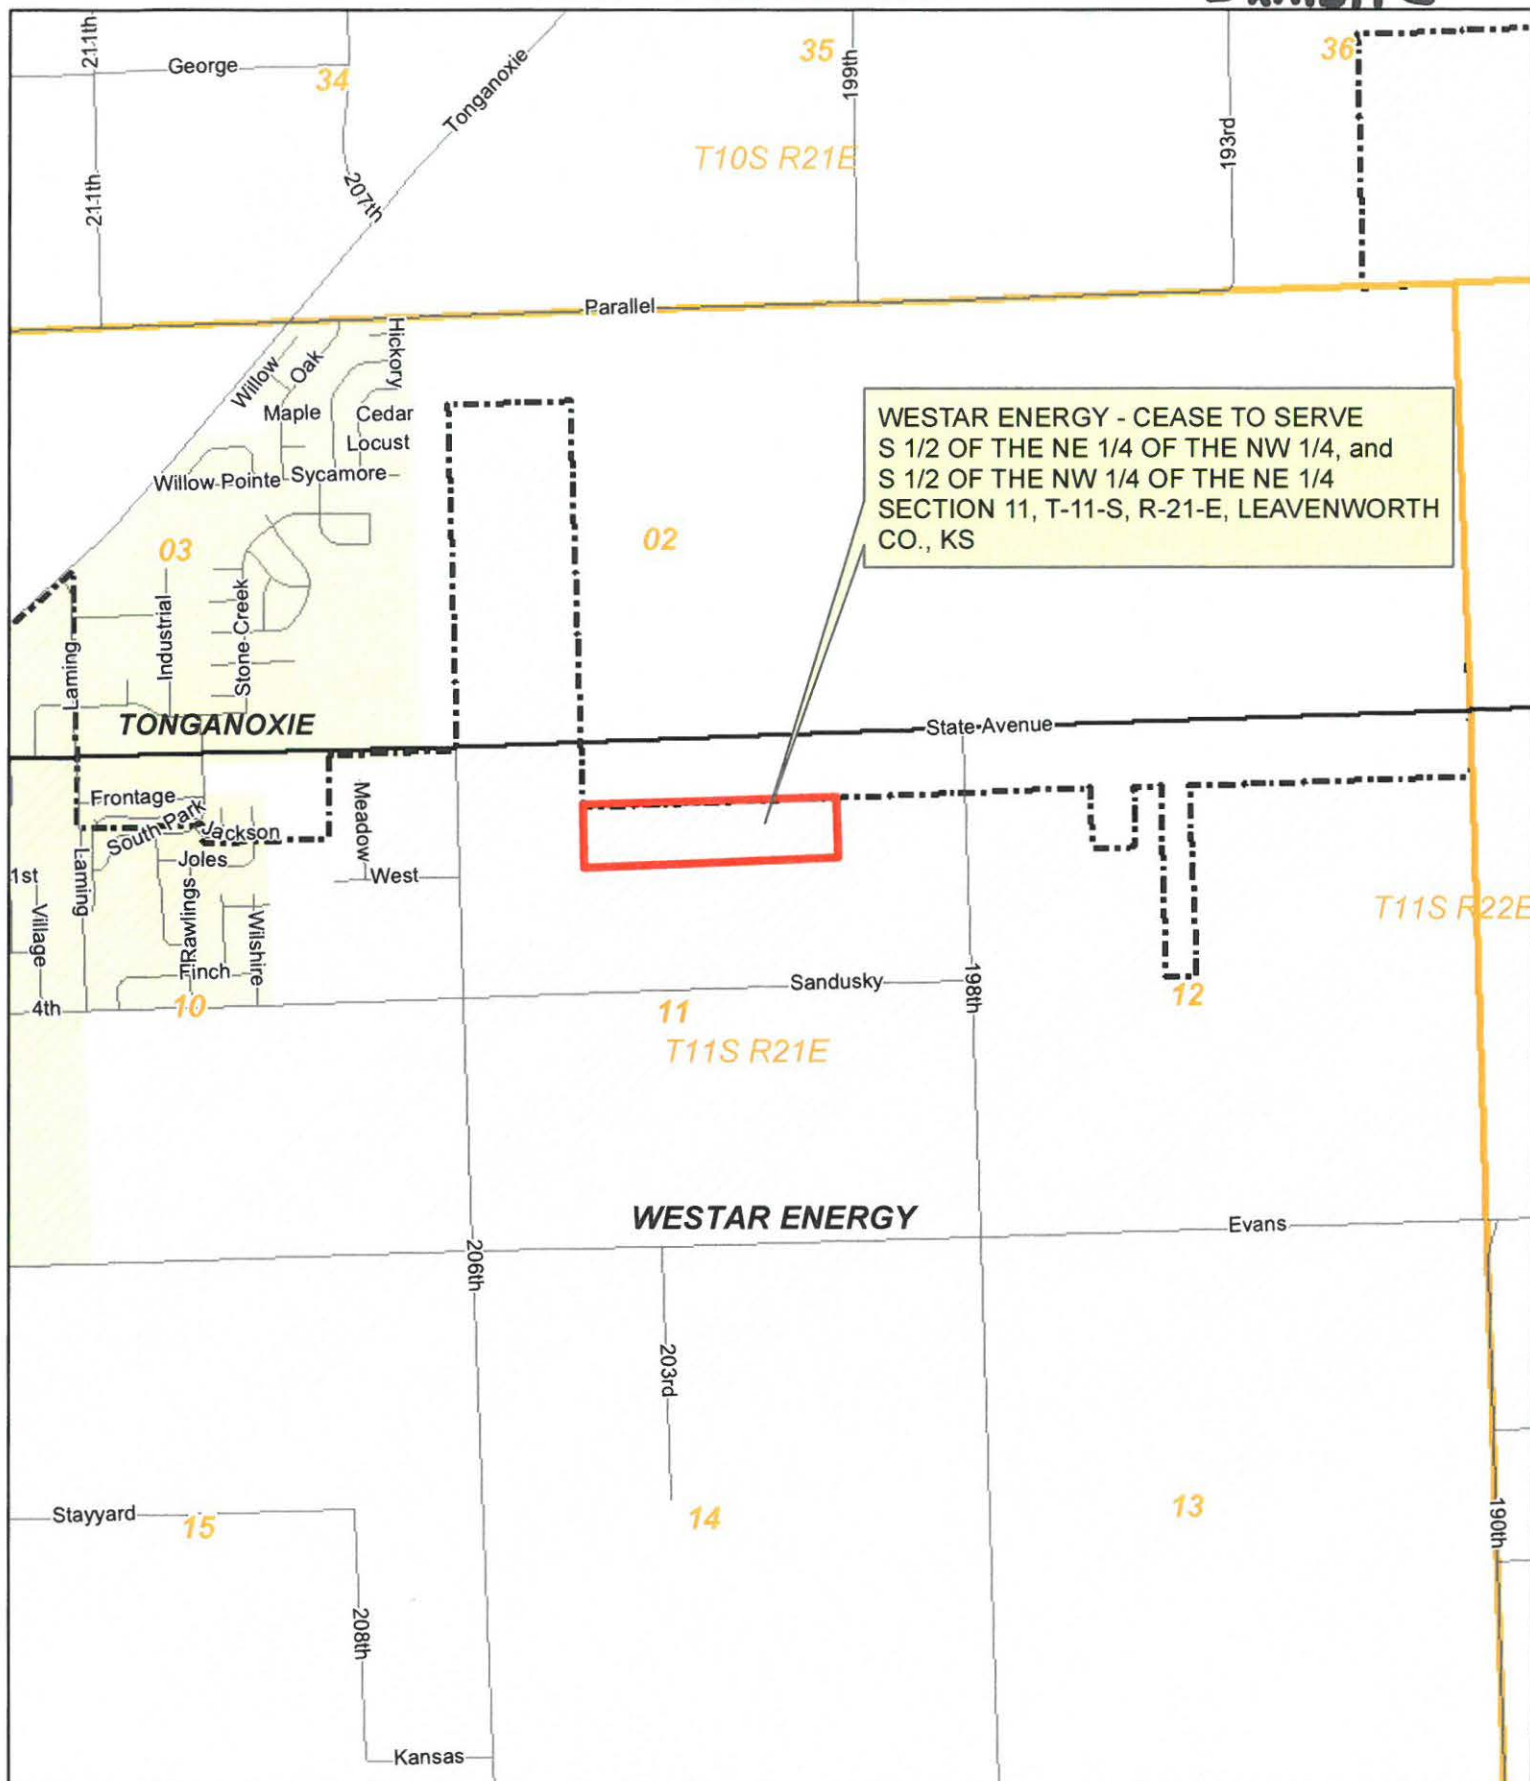 211th
George
34
Tonganoxie
35
199th
36
T10S R21E
193rd
211th
207th
Parallel
Hickory
Willow
Oak
Maple
Cedar
Locust
Willow Pointe
Sycamore
WESTAR ENERGY - CEASE TO SERVE
S 1/2 OF THE NE 1/4 OF THE NW 1/4, and
S 1/2 OF THE NW 1/4 OF THE NE 1/4
SECTION 11, T-11-S, R-21-E, LEAVENWORTH
CO., KS
03
02
Industrial
Stone Creek
Laming
TONGANOXIE
State Avenue
Frontage
South Park
Jackson
Meadow
Joles
West
1st
Laming
Village
Rawlings
Wilshire
Finch
T11S R22E
4th
10
Sandusky
198th
11
12
T11S R21E
WESTAR ENERGY
Evans
206th
203rd
Stayyard
15
14
13
190th
208th
Kansas